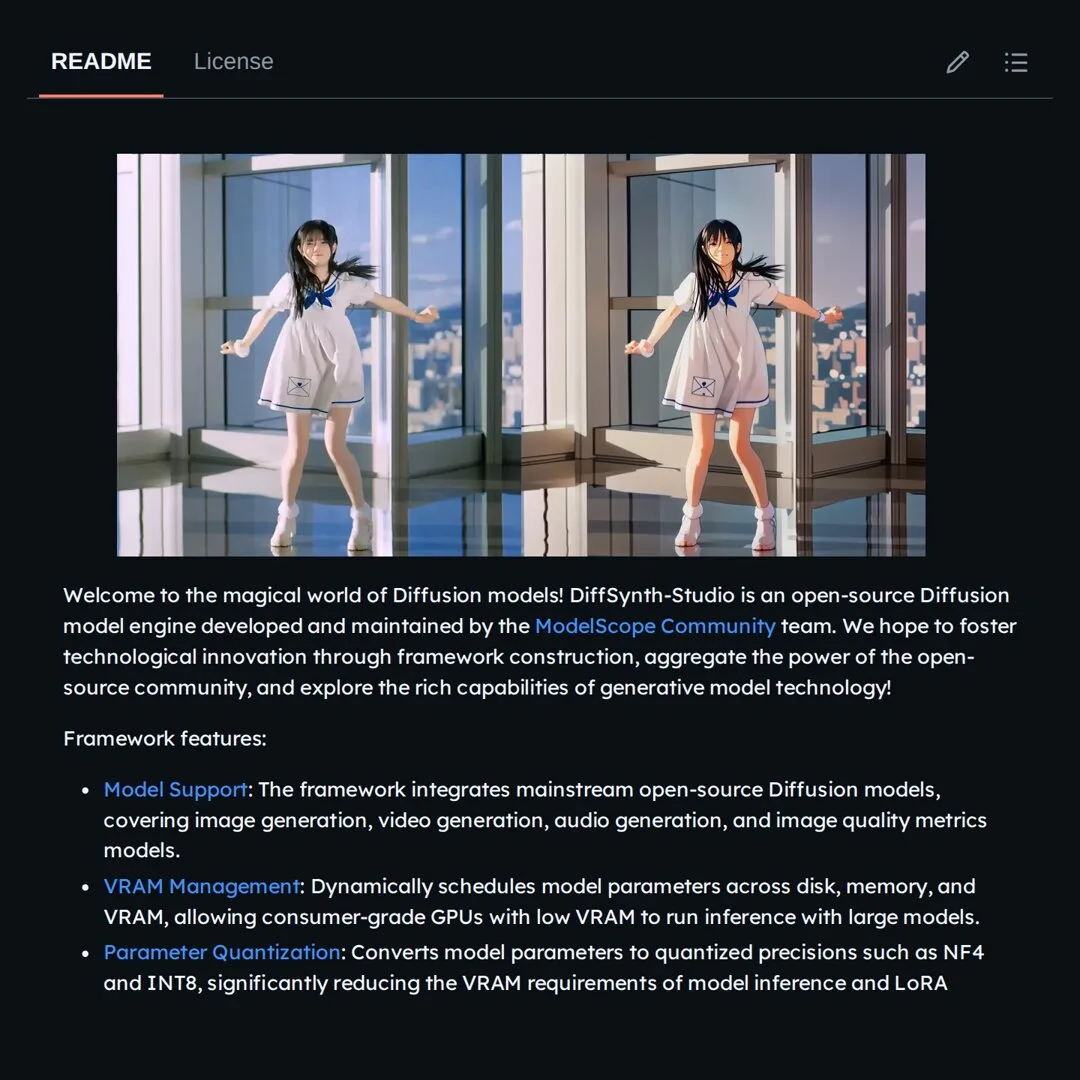 README
License
Welcome to the magical world of Diffusion models! DiffSynth-Studio is an open-source Diffusion
model engine developed and maintained by the ModelScope Community team. We hope to foster
technological innovation through framework construction, aggregate the power of the open-
source community, and explore the rich capabilities of generative model technology!
Framework features:
• Model Support: The framework integrates mainstream open-source Diffusion models,
covering image generation, video generation, audio generation, and image quality metrics
models.
• VRAM Management: Dynamically schedules model parameters across disk, memory, and
VRAM, allowing consumer-grade GPUs with low VRAM to run inference with large models.
• Parameter Quantization: Converts model parameters to quantized precisions such as NF4
and INT8, significantly reducing the VRAM requirements of model inference and LoRA